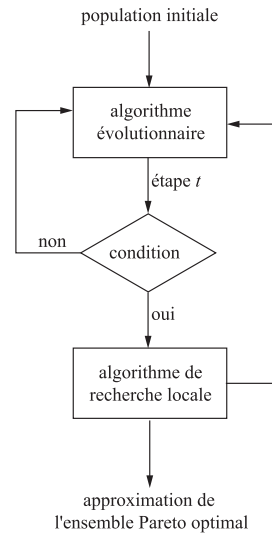 population initiale
algorithme
évolutionnaire
étape t
non
condition
oui
algorithme de
recherche locale
approximation de
l'ensemble Pareto optimal